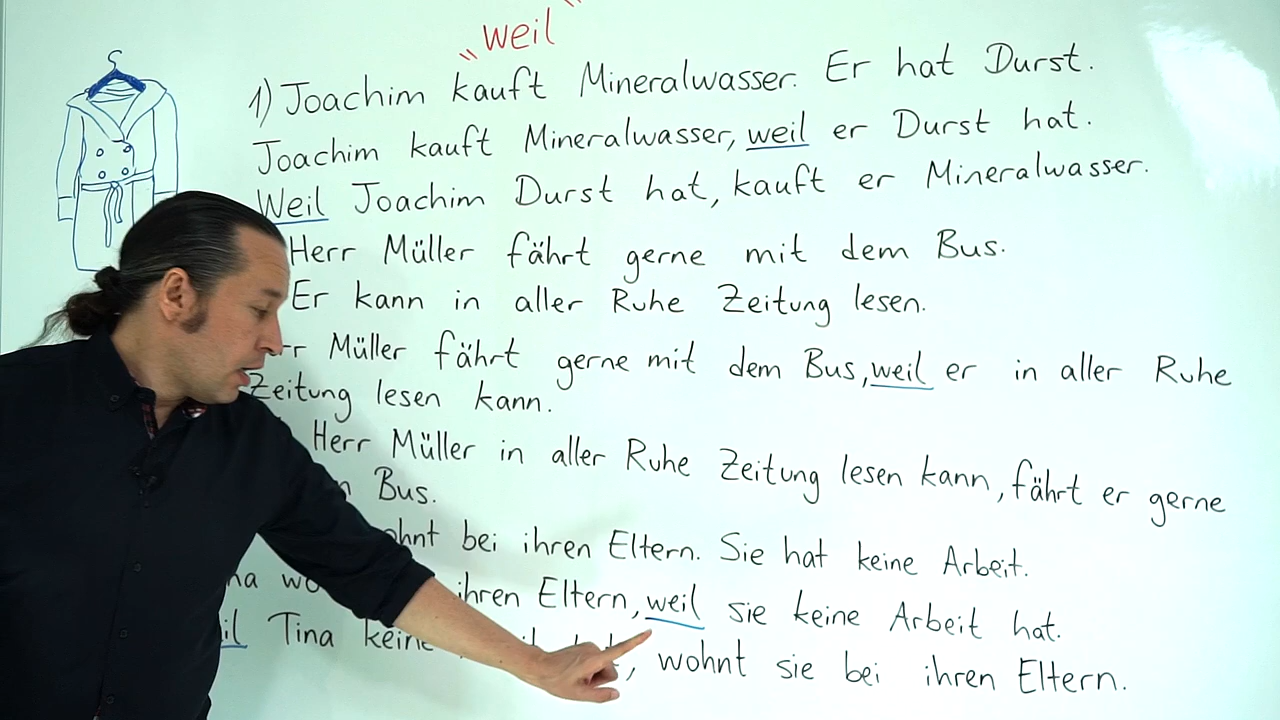 "weil"
1) Joachim kauft Mineralwasser. Er hat Durst.
Joachim kauft Mineralwasser, weil er Durst hat.
Weil Joachim Durst hat, kauft er Mineralwasser.
Herr Müller fährt gerne mit dem Bus.
Er kann in aller Ruhe Zeitung lesen.
Müller fährt gerne mit dem Bus, weil er in aller Ruhe
Zeitung lesen kann.
Herr Müller in aller Ruhe Zeitung lesen kann, fährt er gerne
Bus.
bei ihren Eltern. Sie hat keine Arbeit.
ihren Eltern, weil sie keine Arbeit hat.
Tina keine , wohnt sie bei ihren Eltern.